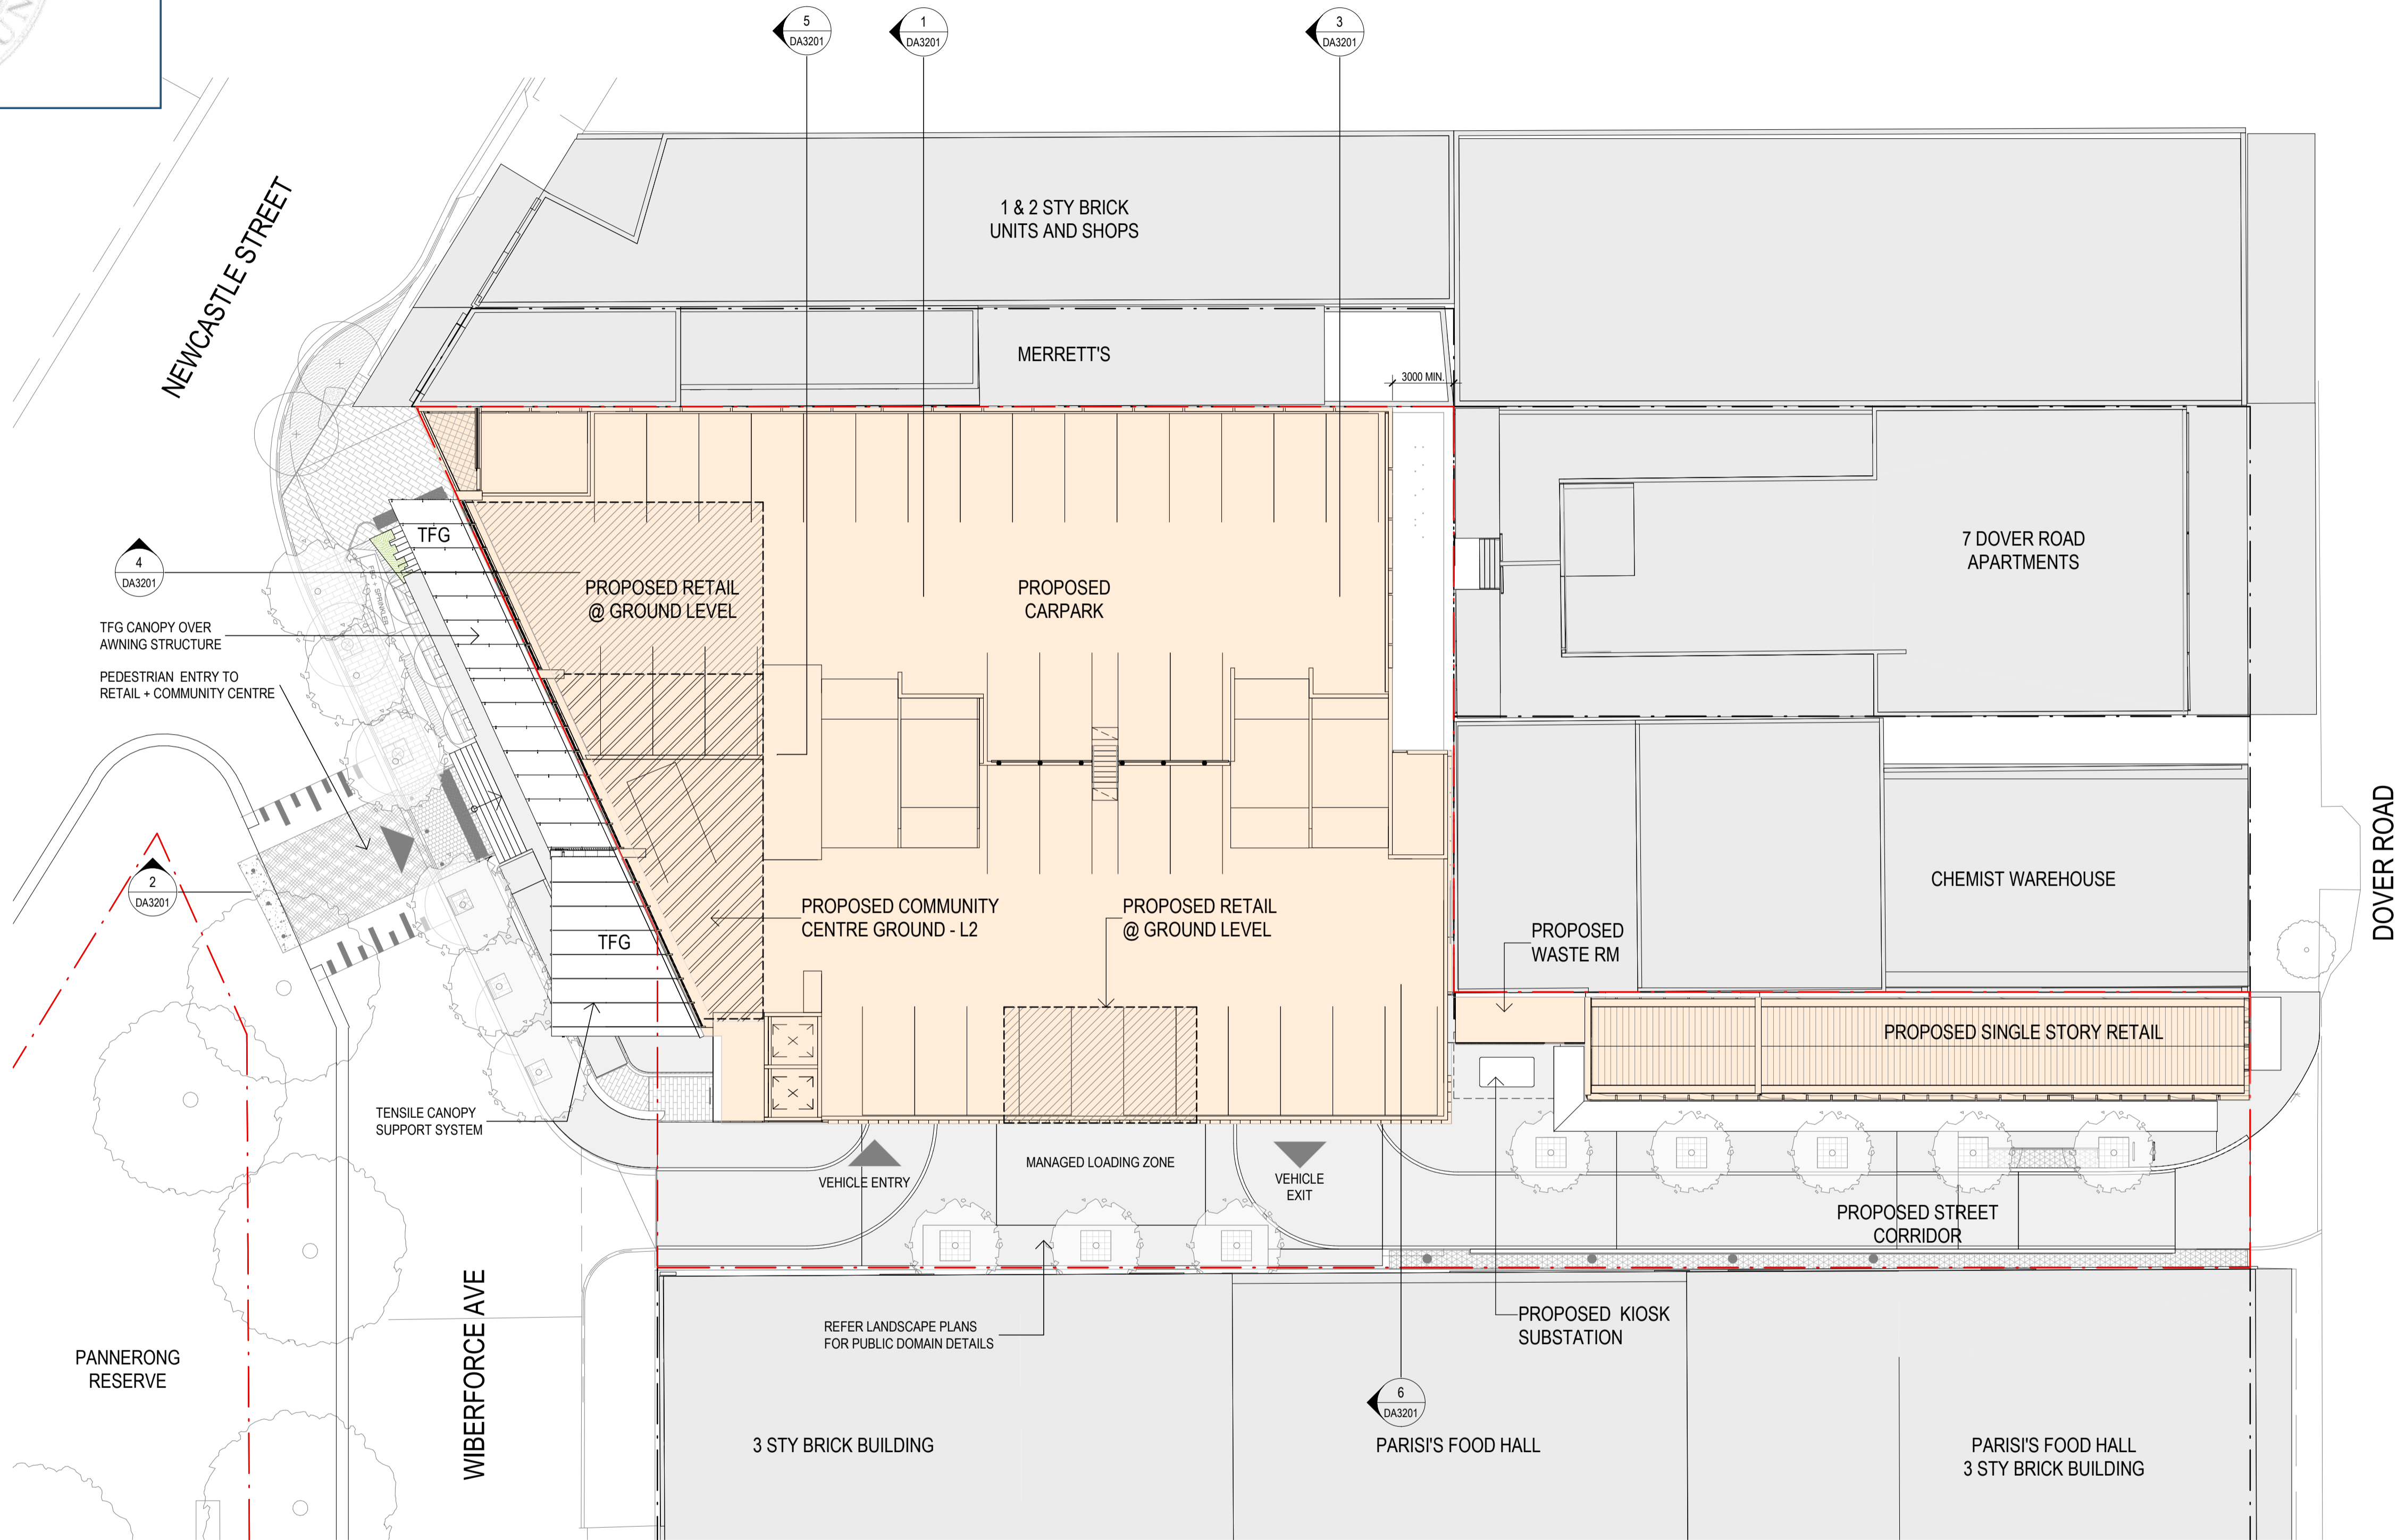 5
DA3201
1
DA3201
3
DA3201
NEWCASTLE STREET
1 & 2 STY BRICK
UNITS AND SHOPS
MERRETT'S
3000 MIN.
TFG
4
DA3201
PROPOSED RETAIL
@ GROUND LEVEL
PROPOSED
CARPARK
7 DOVER ROAD
APARTMENTS
FBC + SPRINKLER
TFG CANOPY OVER
AWNING STRUCTURE
PEDESTRIAN ENTRY TO
RETAIL + COMMUNITY CENTRE
2
DA3201
PROPOSED COMMUNITY
CENTRE GROUND - L2
PROPOSED RETAIL
@ GROUND LEVEL
CHEMIST WAREHOUSE
DOVER ROAD
TFG
PROPOSED
WASTE RM
PROPOSED SINGLE STORY RETAIL
TENSILE CANOPY
SUPPORT SYSTEM
VEHICLE ENTRY
MANAGED LOADING ZONE
VEHICLE
EXIT
PROPOSED STREET
CORRIDOR
WIBERFORCE AVE
REFER LANDSCAPE PLANS
FOR PUBLIC DOMAIN DETAILS
PROPOSED KIOSK
SUBSTATION
PANNERONG
RESERVE
6
DA3201
3 STY BRICK BUILDING
PARISI'S FOOD HALL
PARISI'S FOOD HALL
3 STY BRICK BUILDING